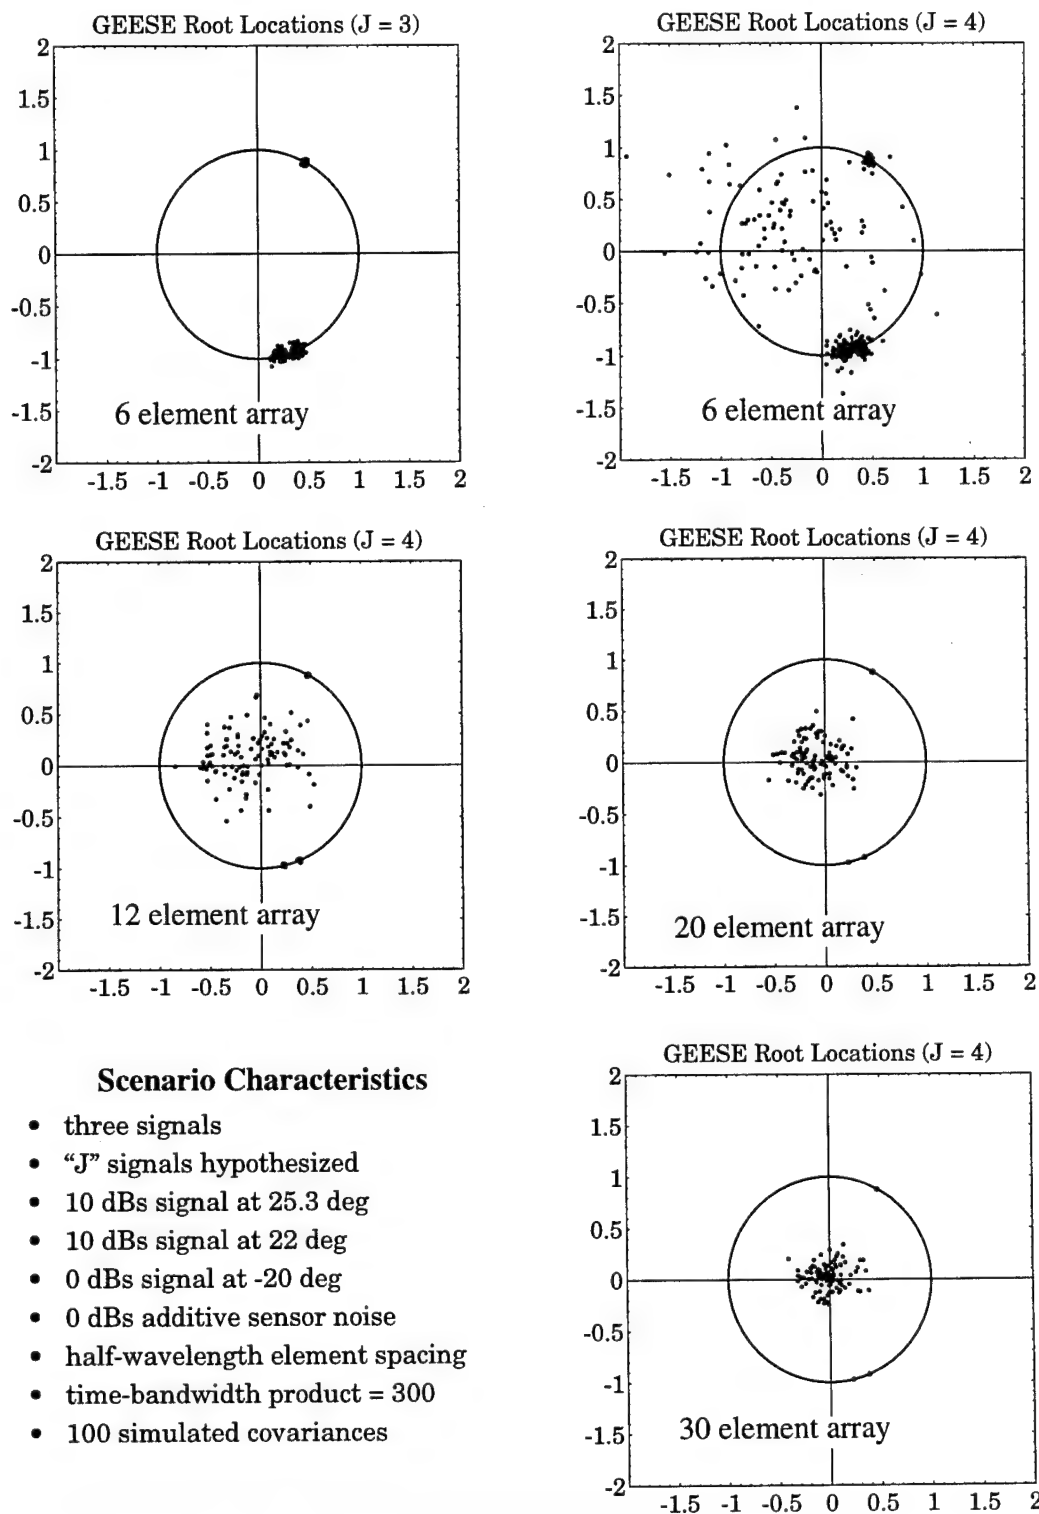 GEESE Root Locations (J = 3)
2
1.5
1
0.5
0
-0.5
-1
-1.5
-2
6 element array
-1.5 -1 -0.5 0 0.5 1 1.5 2
GEESE Root Locations (J = 4)
2
1.5
1
0.5
0
-0.5
-1
-1.5
-2
6 element array
-1.5 -1 -0.5 0 0.5 1 1.5 2
GEESE Root Locations (J = 4)
2
1.5
1
0.5
0
-0.5
-1
-1.5
-2
12 element array
-1.5 -1 -0.5 0 0.5 1 1.5 2
GEESE Root Locations (J = 4)
2
1.5
1
0.5
0
-0.5
-1
-1.5
-2
20 element array
-1.5 -1 -0.5 0 0.5 1 1.5 2
Scenario Characteristics
• three signals
• “J” signals hypothesized
• 10 dBs signal at 25.3 deg
• 10 dBs signal at 22 deg
• 0 dBs signal at -20 deg
• 0 dBs additive sensor noise
• half-wavelength element spacing
• time-bandwidth product = 300
• 100 simulated covariances
GEESE Root Locations (J = 4)
2
1.5
1
0.5
0
-0.5
-1
-1.5
-2
30 element array
-1.5 -1 -0.5 0 0.5 1 1.5 2